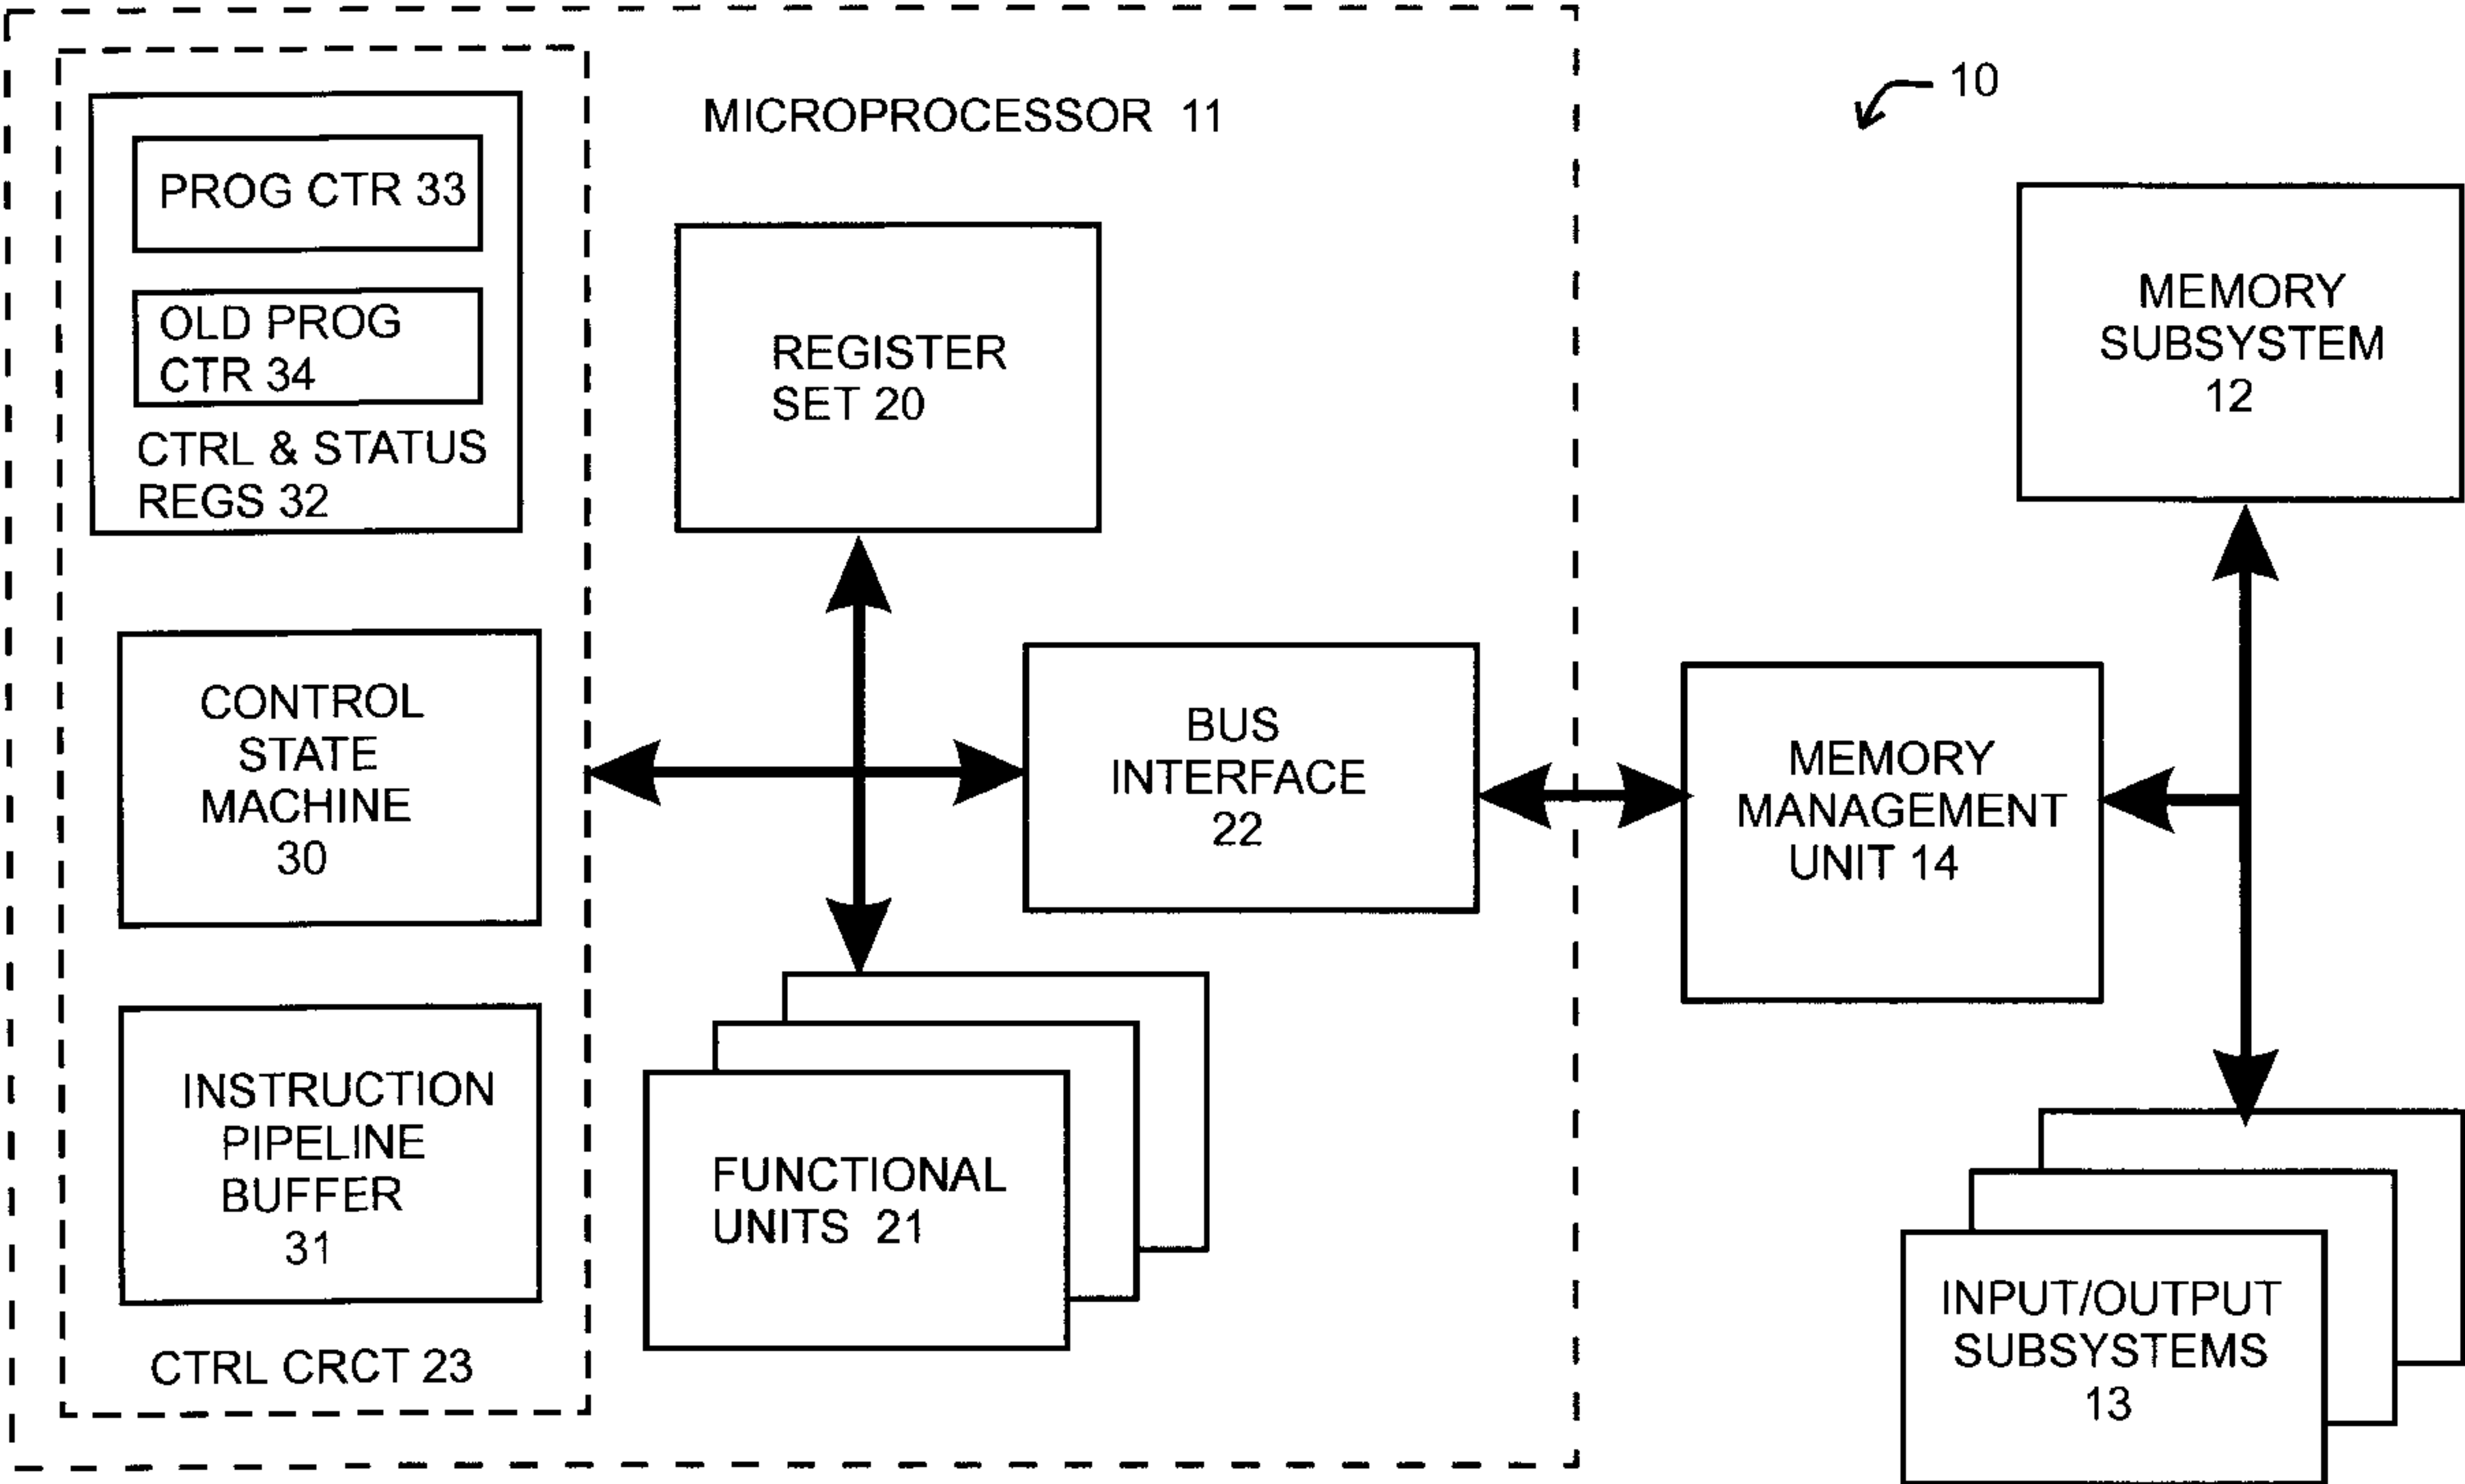 PROG CTR 33
OLD PROG
CTR 34
CTRL & STATUS
REGS 32
CONTROL
STATE
MACHINE
30
INSTRUCTION
PIPELINE
BUFFER
31
CTRL CRCT 23
MICROPROCESSOR 11
REGISTER
SET 20
BUS
INTERFACE
22
FUNCTIONAL
UNITS 21
10
MEMORY
SUBSYSTEM
12
MEMORY
MANAGEMENT
UNIT 14
INPUT/OUTPUT
SUBSYSTEMS
13